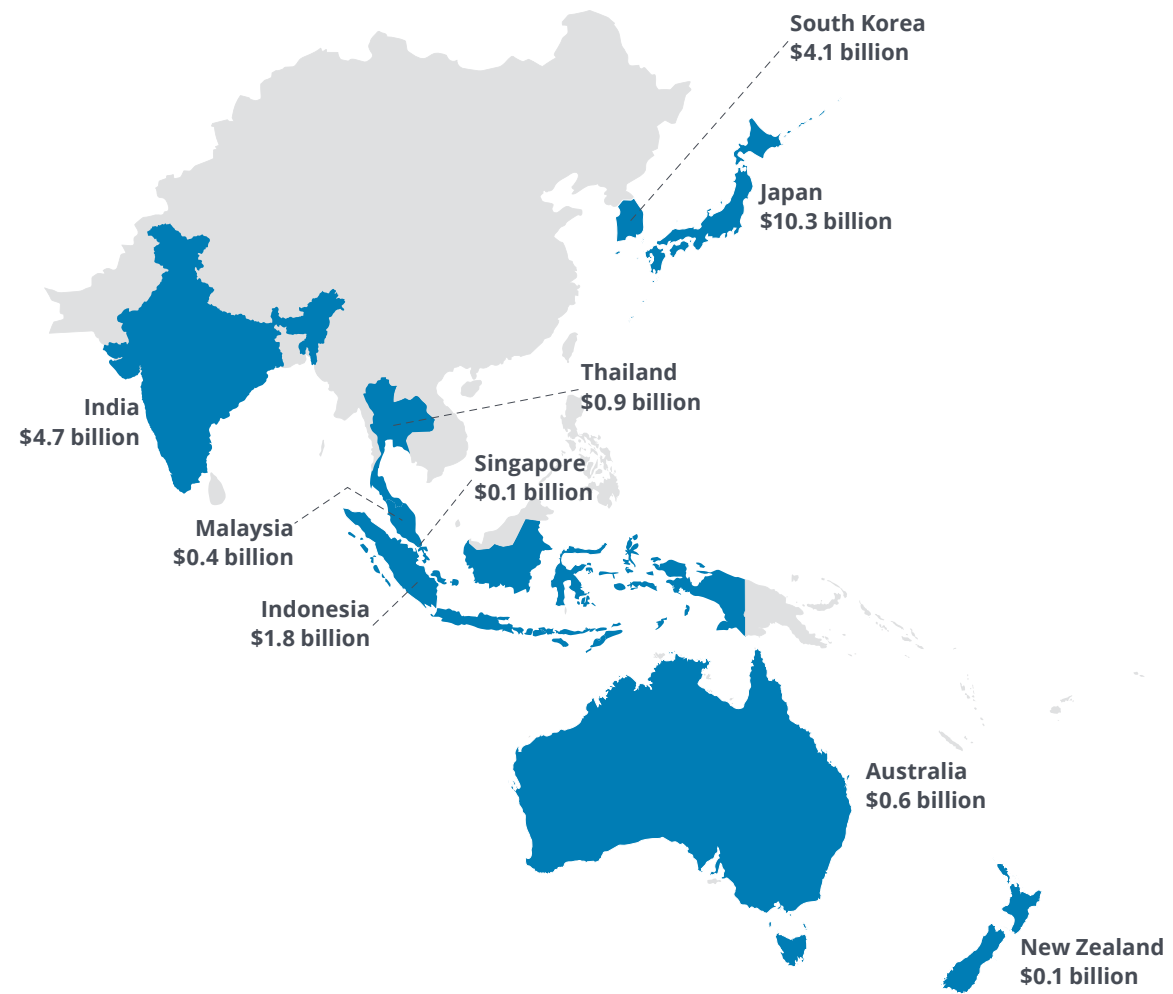 South Korea
$4.1 billion
Japan
$10.3 billion
Thailand
$0.9 billion
India
$4.7 billion
Singapore
$0.1 billion
Malaysia
$0.4 billion
Indonesia
$1.8 billion
Australia
$0.6 billion
New Zealand
$0.1 billion